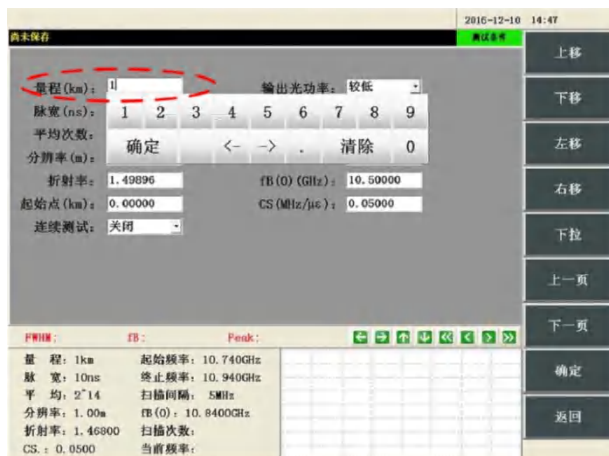 2016-12-10 14:47
尚未保存 测试条件
量程(km): 1 输出光功率: 较低
脉宽(ns): 1 2 3 4 5 6 7 8 9
平均次数:
分辨率(m): 确定 <- -> . 清除 0
折射率: 1.49896 fB(0)(GHz): 10.50000
起始点(km): 0.00000 CS(MHz/με): 0.05000
连续测试: 关闭
FWHM: fB: Peak:
量 程: 1km 起始频率: 10.740GHz
脉 宽: 10ns 终止频率: 10.940GHz
平 均: 2^14 扫描间隔: 5MHz
分辨率: 1.00m fB(0): 10.8400GHz
折射率: 1.46800 扫描次数:
CS.: 0.0500 当前频率:
上移
下移
左移
右移
下拉
上一页
下一页
确定
返回